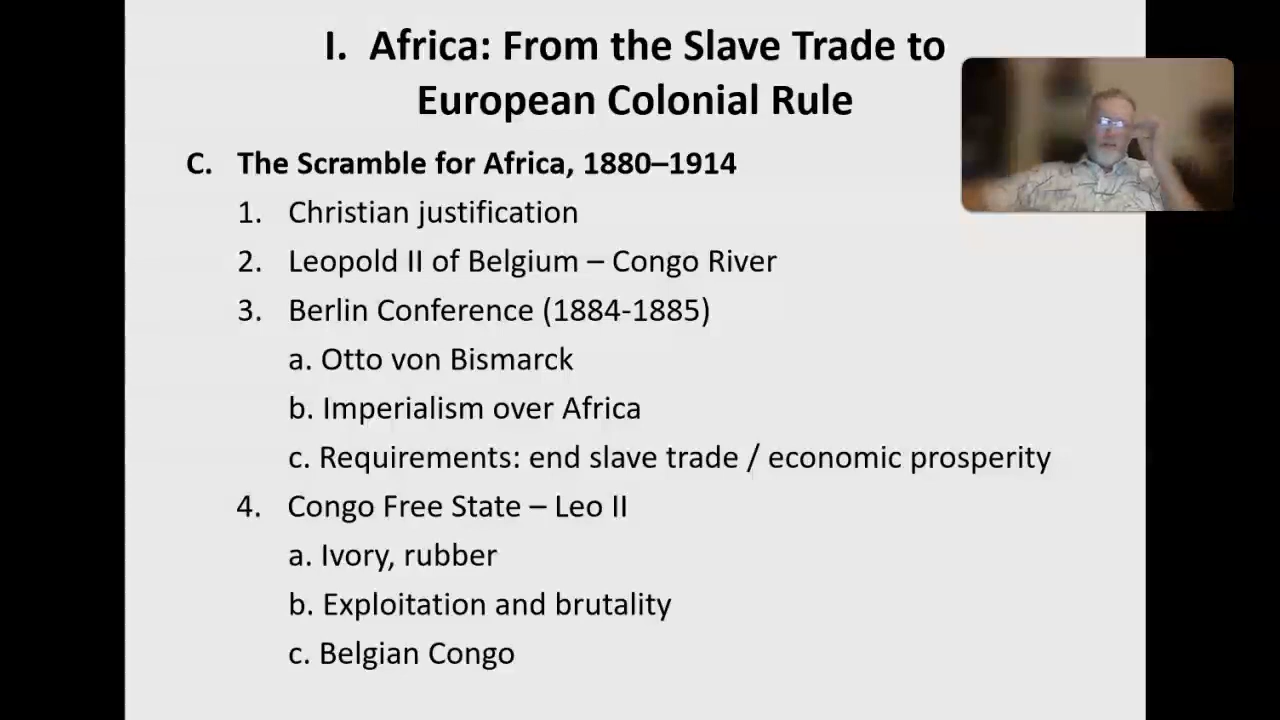 I. Africa: From the Slave Trade to
European Colonial Rule
C. The Scramble for Africa, 1880–1914
1. Christian justification
2. Leopold II of Belgium – Congo River
3. Berlin Conference (1884-1885)
a. Otto von Bismarck
b. Imperialism over Africa
c. Requirements: end slave trade / economic prosperity
4. Congo Free State – Leo II
a. Ivory, rubber
b. Exploitation and brutality
c. Belgian Congo